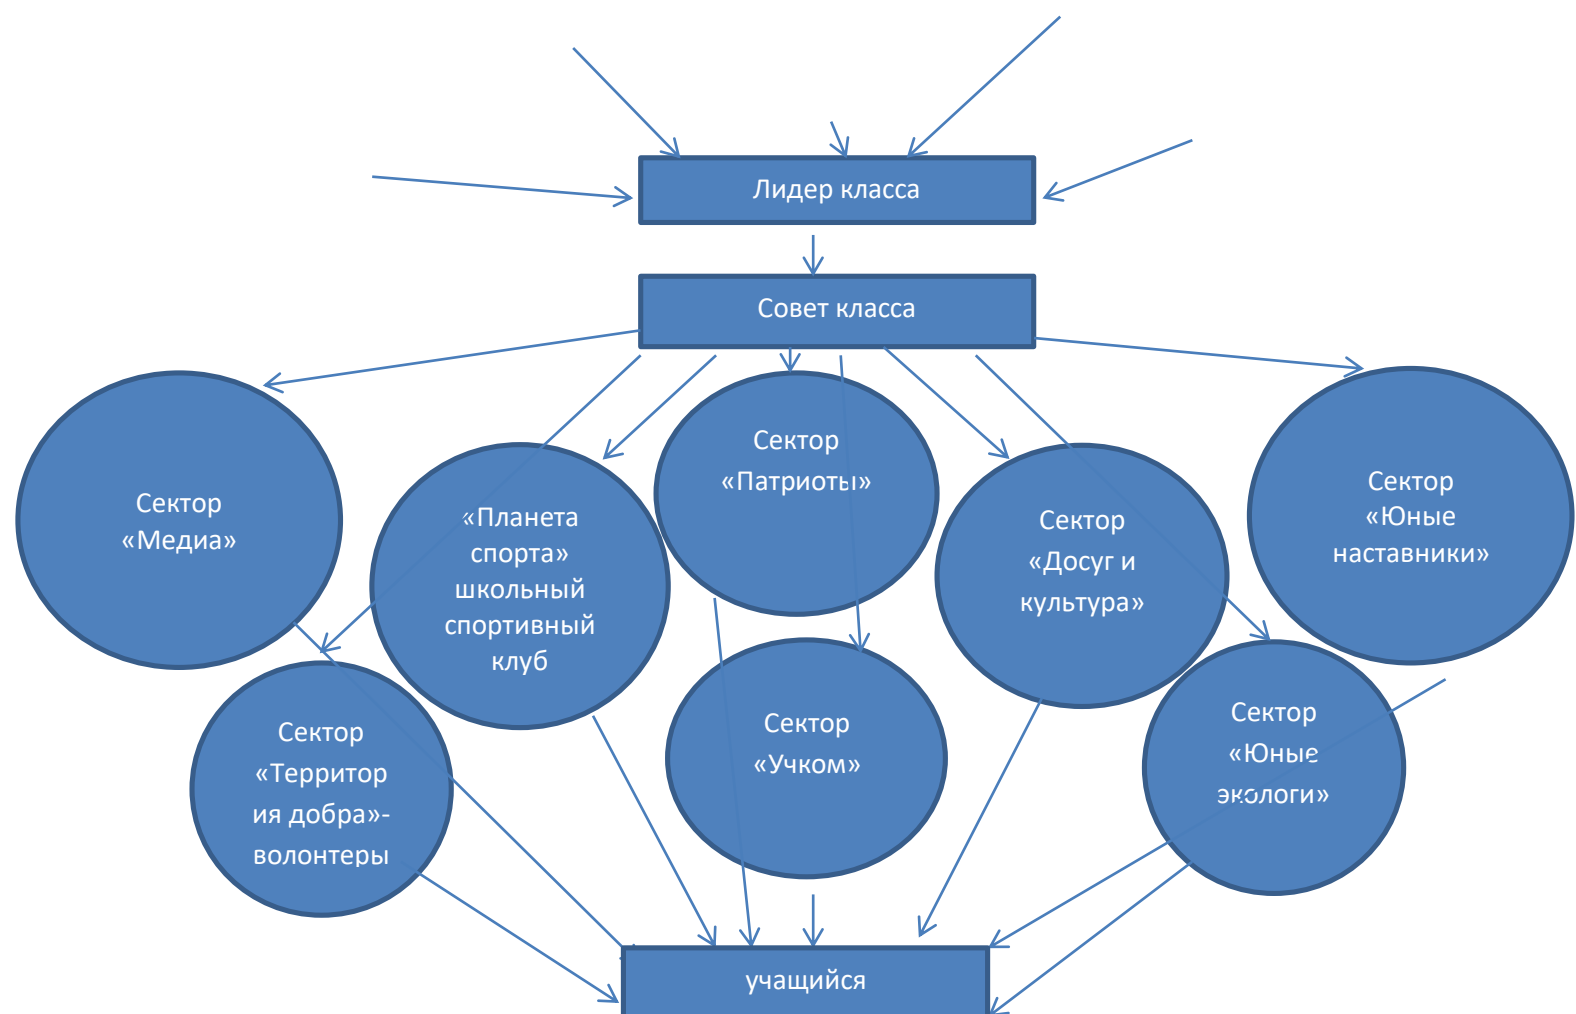 Лидер класса
Совет класса
Сектор
«Медиа»
«Планета
спорта»
школьный
спортивный
клуб
Сектор
«Патриоты»
Сектор
«Досуг и
культура»
Сектор
«Юные
наставники»
Сектор
«Территор
ия добра»-
волонтеры
Сектор
«Учком»
Сектор
«Юные
экологи»
учащийся